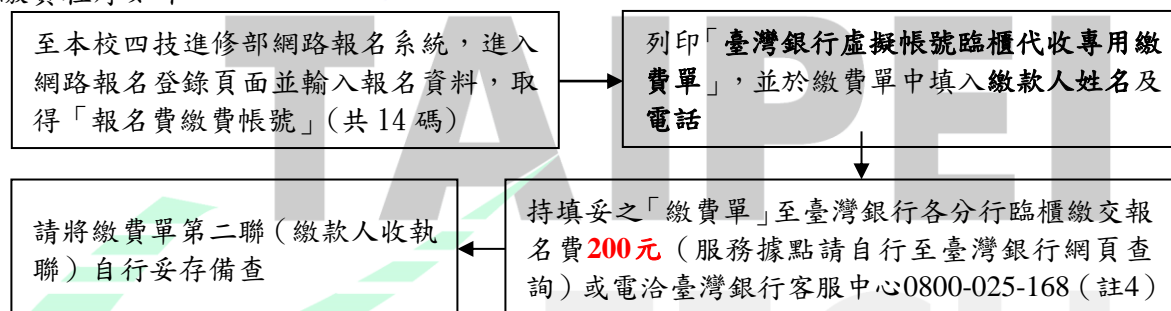 至本校四技進修部網路報名系統，進入
網路報名登錄頁面並輸入報名資料，取
得「報名費繳費帳號」（共 14 碼）
列印「臺灣銀行虛擬帳號臨櫃代收專用繳
費單」，並於繳費單中填入繳款人姓名及
電話
持填妥之「繳費單」至臺灣銀行各分行臨櫃繳交報
名費200元（服務據點請自行至臺灣銀行網頁查
詢）或電洽臺灣銀行客服中心0800-025-168（註4）
請將繳費單第二聯（繳款人收執
聯）自行妥存備查
TAIPEI